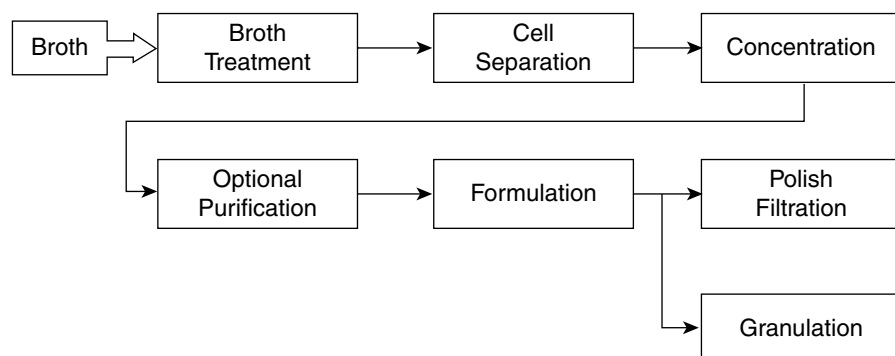 Broth
Broth
Treatment
Cell
Separation
Concentration
Optional
Purification
Formulation
Polish
Filtration
Granulation